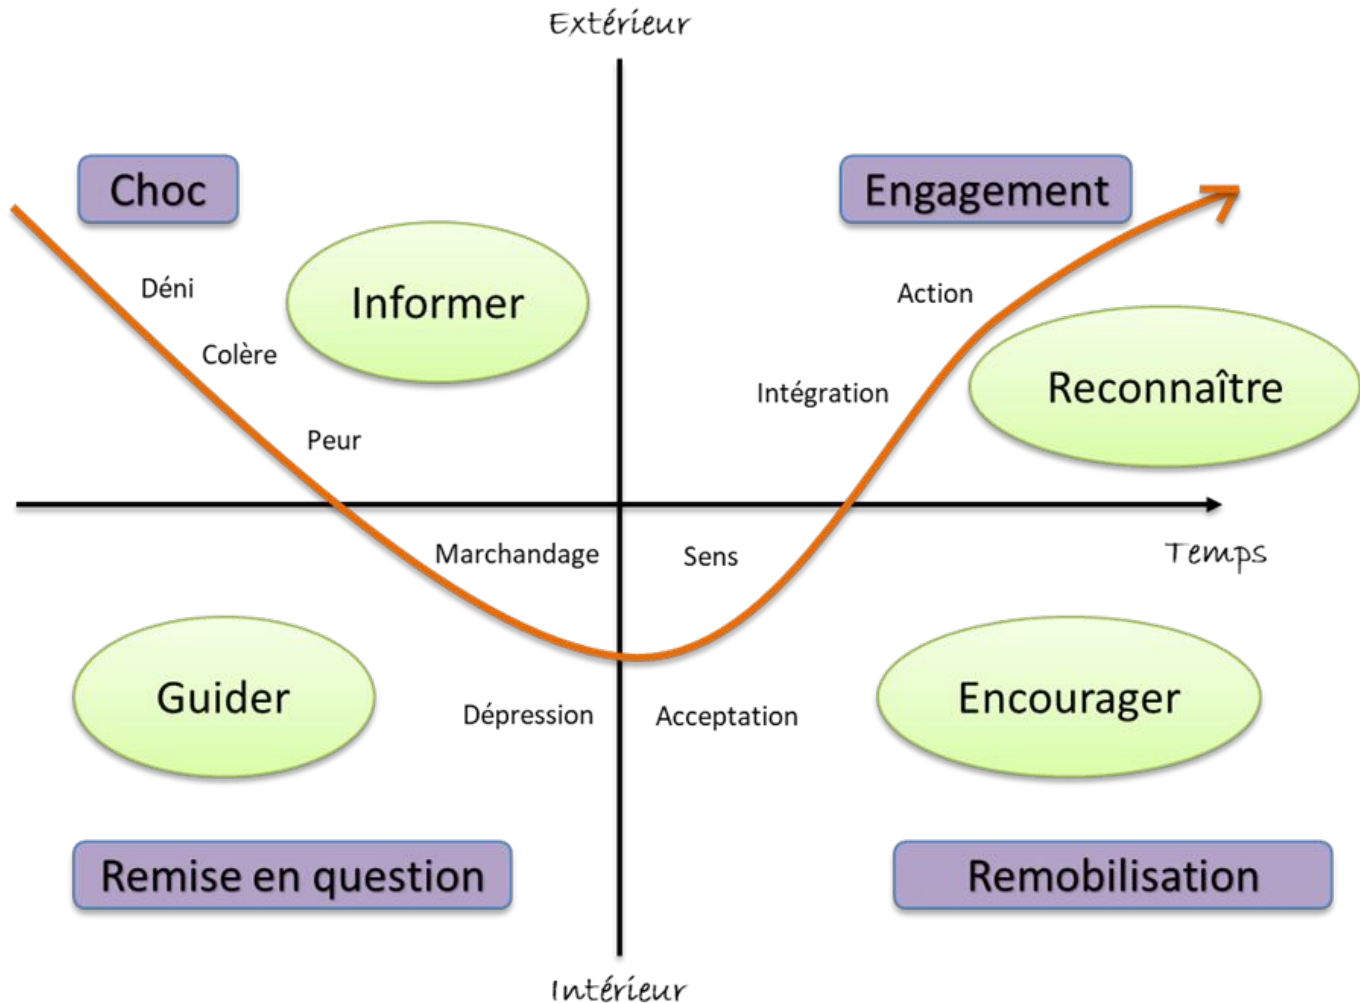 Extérieur
Choc
Engagement
Déni
Informer
Action
Colère
Intégration
Reconnaître
Peur
Marchandage
Sens
Temps
Guider
Encourager
Dépression
Acceptation
Remise en question
Remobilisation
Intérieur